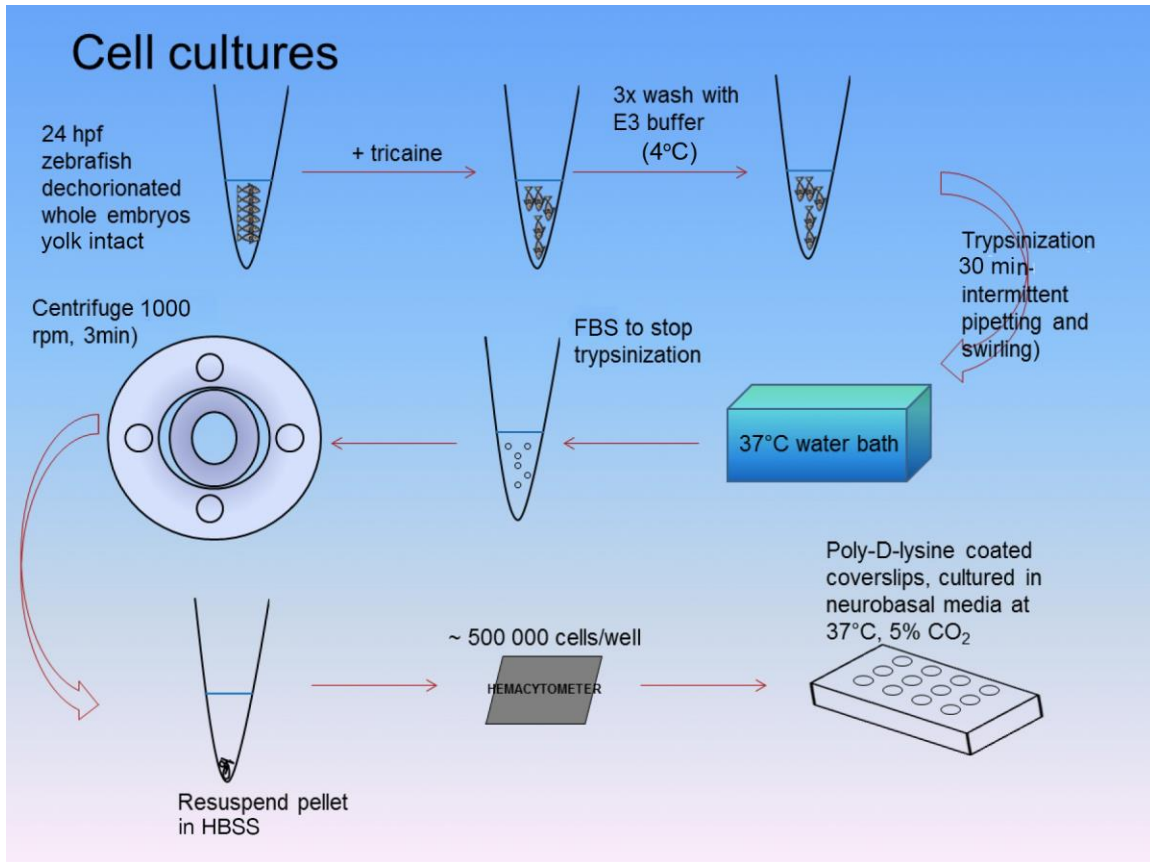 Cell cultures
24 hpf
zebrafish
dechorionated
whole embryos
yolk intact
+ tricaine
3x wash with
E3 buffer
(4°C)
Trypsinization
30 min-
intermittent
pipetting and
swirling)
37°C water bath
FBS to stop
trypsinization
Centrifuge 1000
rpm, 3min)
Resuspend pellet
in HBSS
~ 500 000 cells/well
HEMACYTOMETER
Poly-D-lysine coated
coverslips, cultured in
neurobasal media at
37°C, 5% CO₂